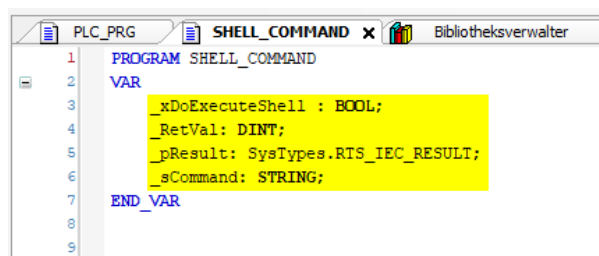 PLC_PRG SHELL_COMMAND Bibliotheksverwalter
1 PROGRAM SHELL_COMMAND
2 VAR
3 _xDoExecuteShell : BOOL;
4 _RetVal: DINT;
5 _pResult: SysTypes.RTS_IEC_RESULT;
6 _sCommand: STRING;
7 END_VAR
8
9